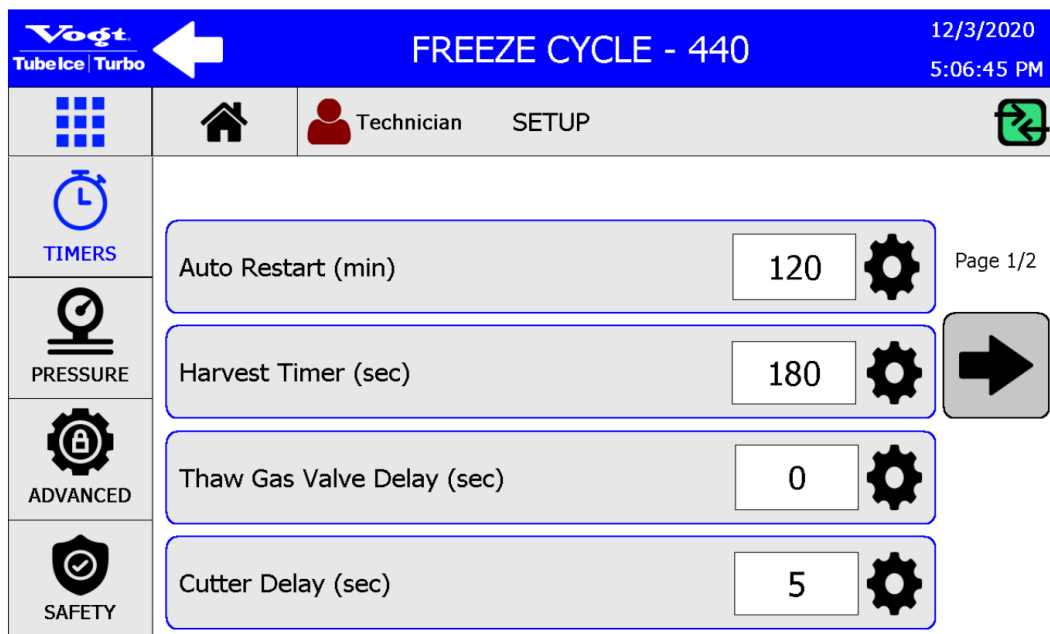 Vogt
Tube Ice | Turbo
FREEZE CYCLE - 440
12/3/2020
5:06:45 PM
Technician
SETUP
TIMERS
Auto Restart (min)
120
Page 1/2
PRESSURE
Harvest Timer (sec)
180
ADVANCED
Thaw Gas Valve Delay (sec)
0
SAFETY
Cutter Delay (sec)
5